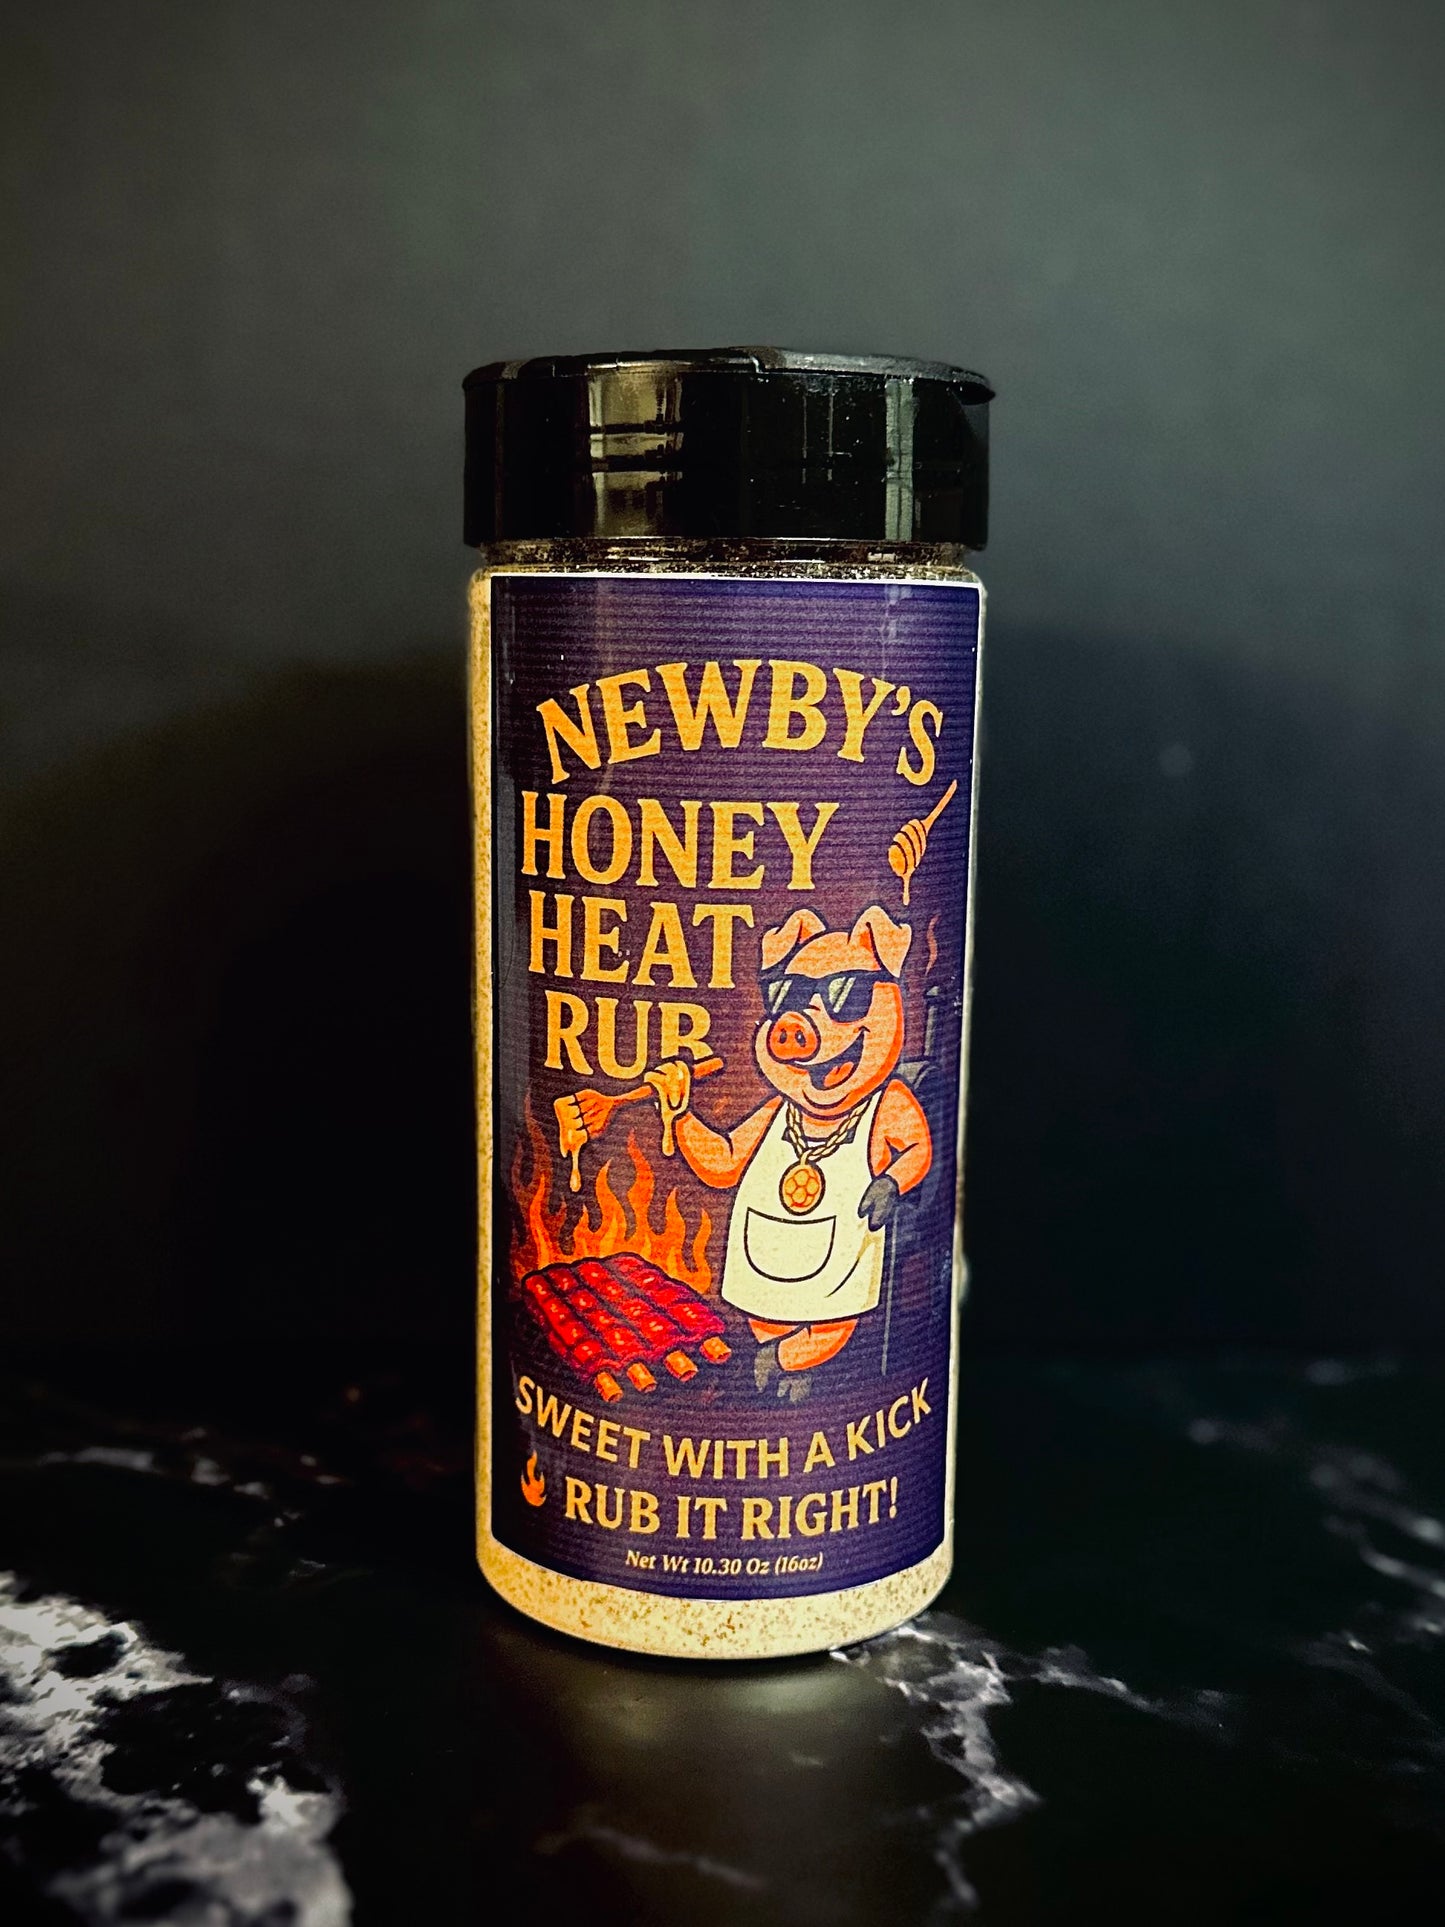 NEWBY'S
HONEY
HEAT
RUB
SWEET WITH A KICK
RUB IT RIGHT!
Net Wt 10.30 Oz (16oz)